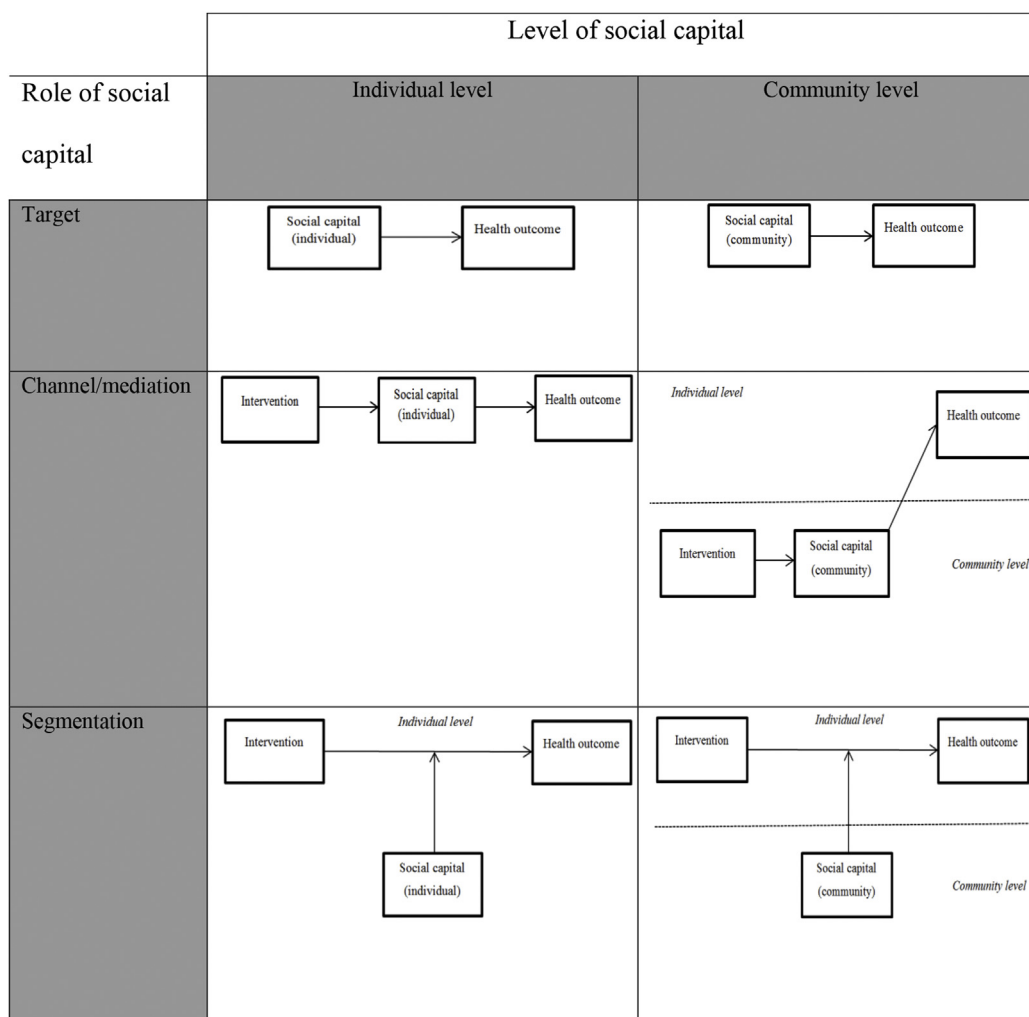 Level of social capital
Role of social
capital
Individual level
Community level
Target
Social capital
(individual)
Health outcome
Social capital
(community)
Health outcome
Channel/mediation
Intervention
Social capital
(individual)
Health outcome
Individual level
Health outcome
Intervention
Social capital
(community)
Community level
Segmentation
Intervention
Individual level
Health outcome
Social capital
(individual)
Intervention
Individual level
Health outcome
Social capital
(community)
Community level